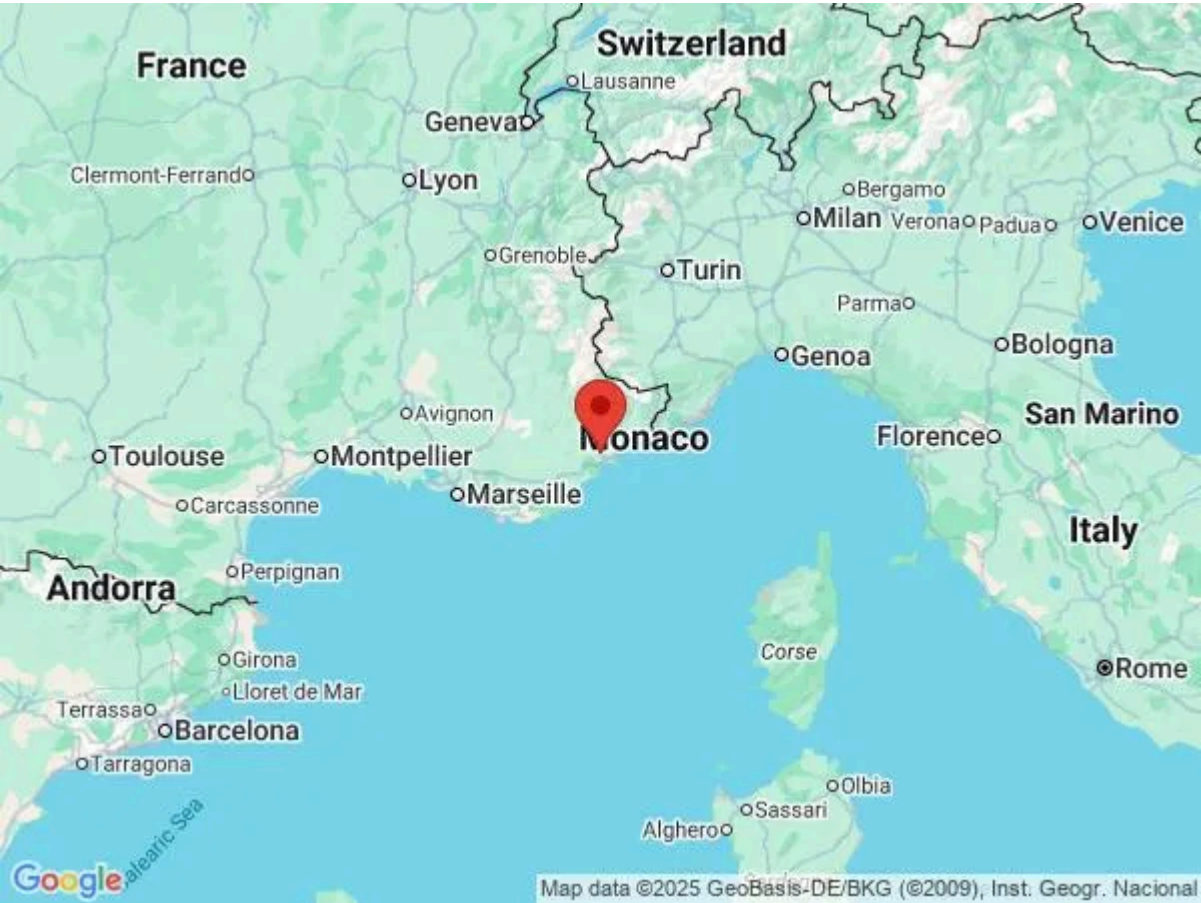 Switzerland
France
Lausanne
Geneva
Clermont-Ferrand
Lyon
Bergamo
Milan
Verona
Padua
Venice
Grenoble
Turin
Parma
Genoa
Bologna
Avignon
San Marino
Monaco
Florence
Toulouse
Montpellier
Marseille
Carcassonne
Italy
Perpignan
Andorra
Corse
Girona
Rome
Lloret de Mar
Terrassa
Barcelona
Tarragona
Olbia
Sassari
Alghero
Balearic Sea
Google
Map data ©2025 GeoBasis-DE/BKG (©2009), Inst. Geogr. Nacional